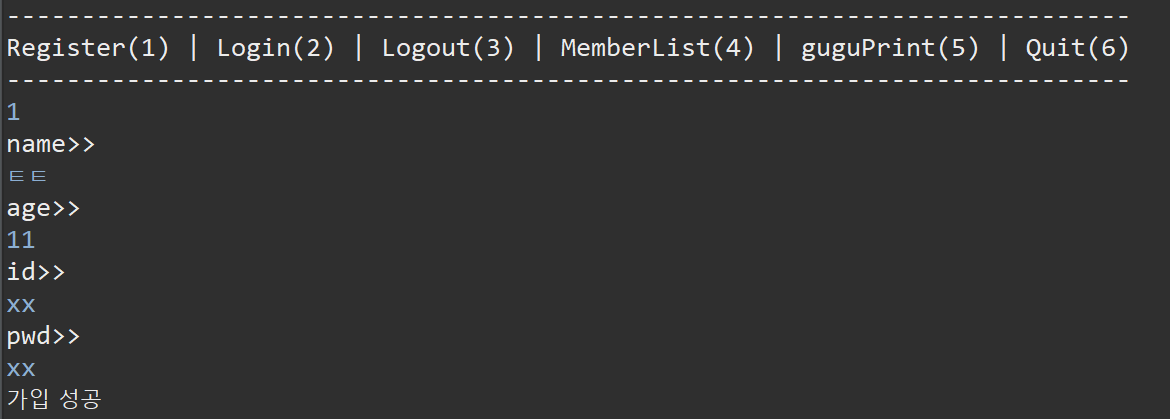 ----------------------------------------------------------------------------
Register(1) | Login(2) | Logout(3) | MemberList(4) | guguPrint(5) | Quit(6)
----------------------------------------------------------------------------
1
name>>
ㅌㅌ
age>>
11
id>>
xx
pwd>>
xx
가입 성공